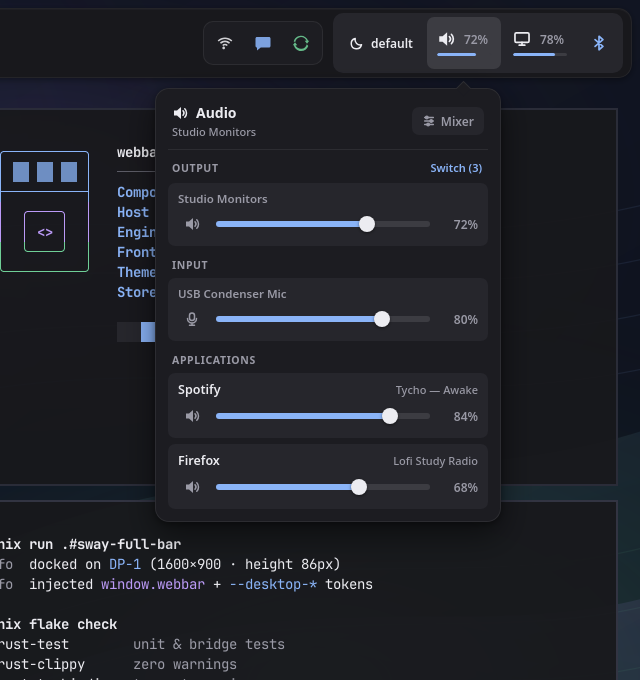 default
72%
78%
Audio
Studio Monitors
Mixer
OUTPUT
Switch (3)
Studio Monitors
72%
INPUT
USB Condenser Mic
80%
APPLICATIONS
Spotify
Tycho — Awake
84%
Firefox
Lofi Study Radio
68%
webba
Compo
Host
Engin
Front
Theme
Store
<>
nix run .#sway-full-bar
fo docked on DP-1 (1600×900 · height 86px)
fo injected window.webbar + --desktop-* tokens
nix flake check
rust-test unit & bridge tests
rust-clippy zero warnings